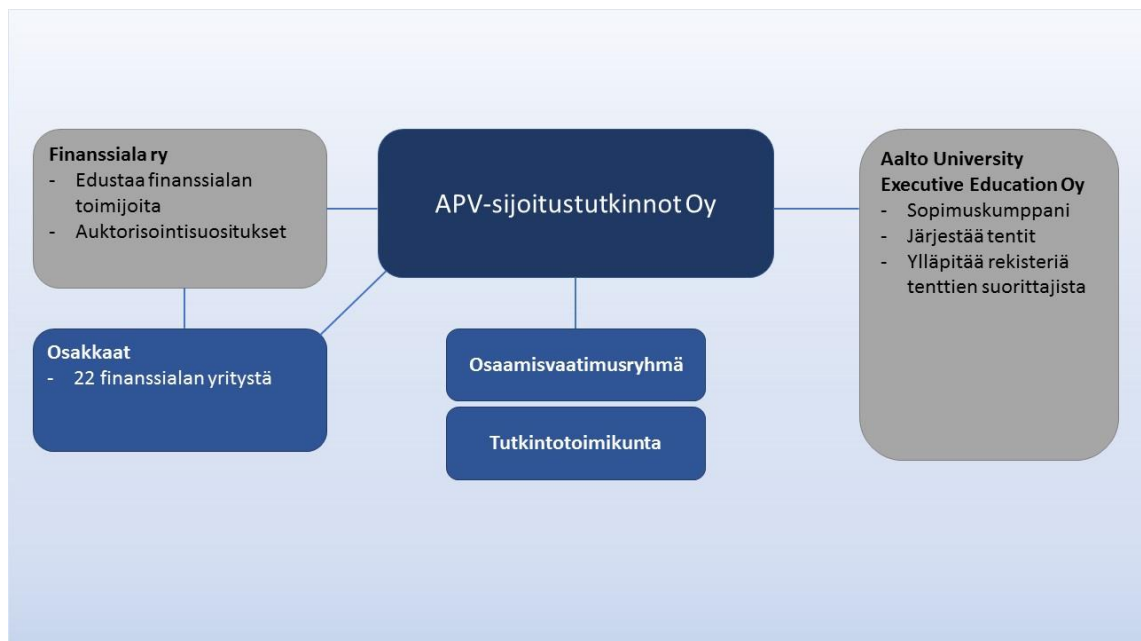 Finanssiala ry
- Edustaa finanssialan
toimijoita
- Auktorisointisuositukset
APV-sijoitustutkinnot Oy
Aalto University
Executive Education Oy
- Sopimuskumppani
- Järjestää tentit
- Ylläpitää rekisteriä
tenttien suorittajista
Osakkaat
- 22 finanssialan yritystä
Osaamisvaatimusryhmä
Tutkintotoimikunta